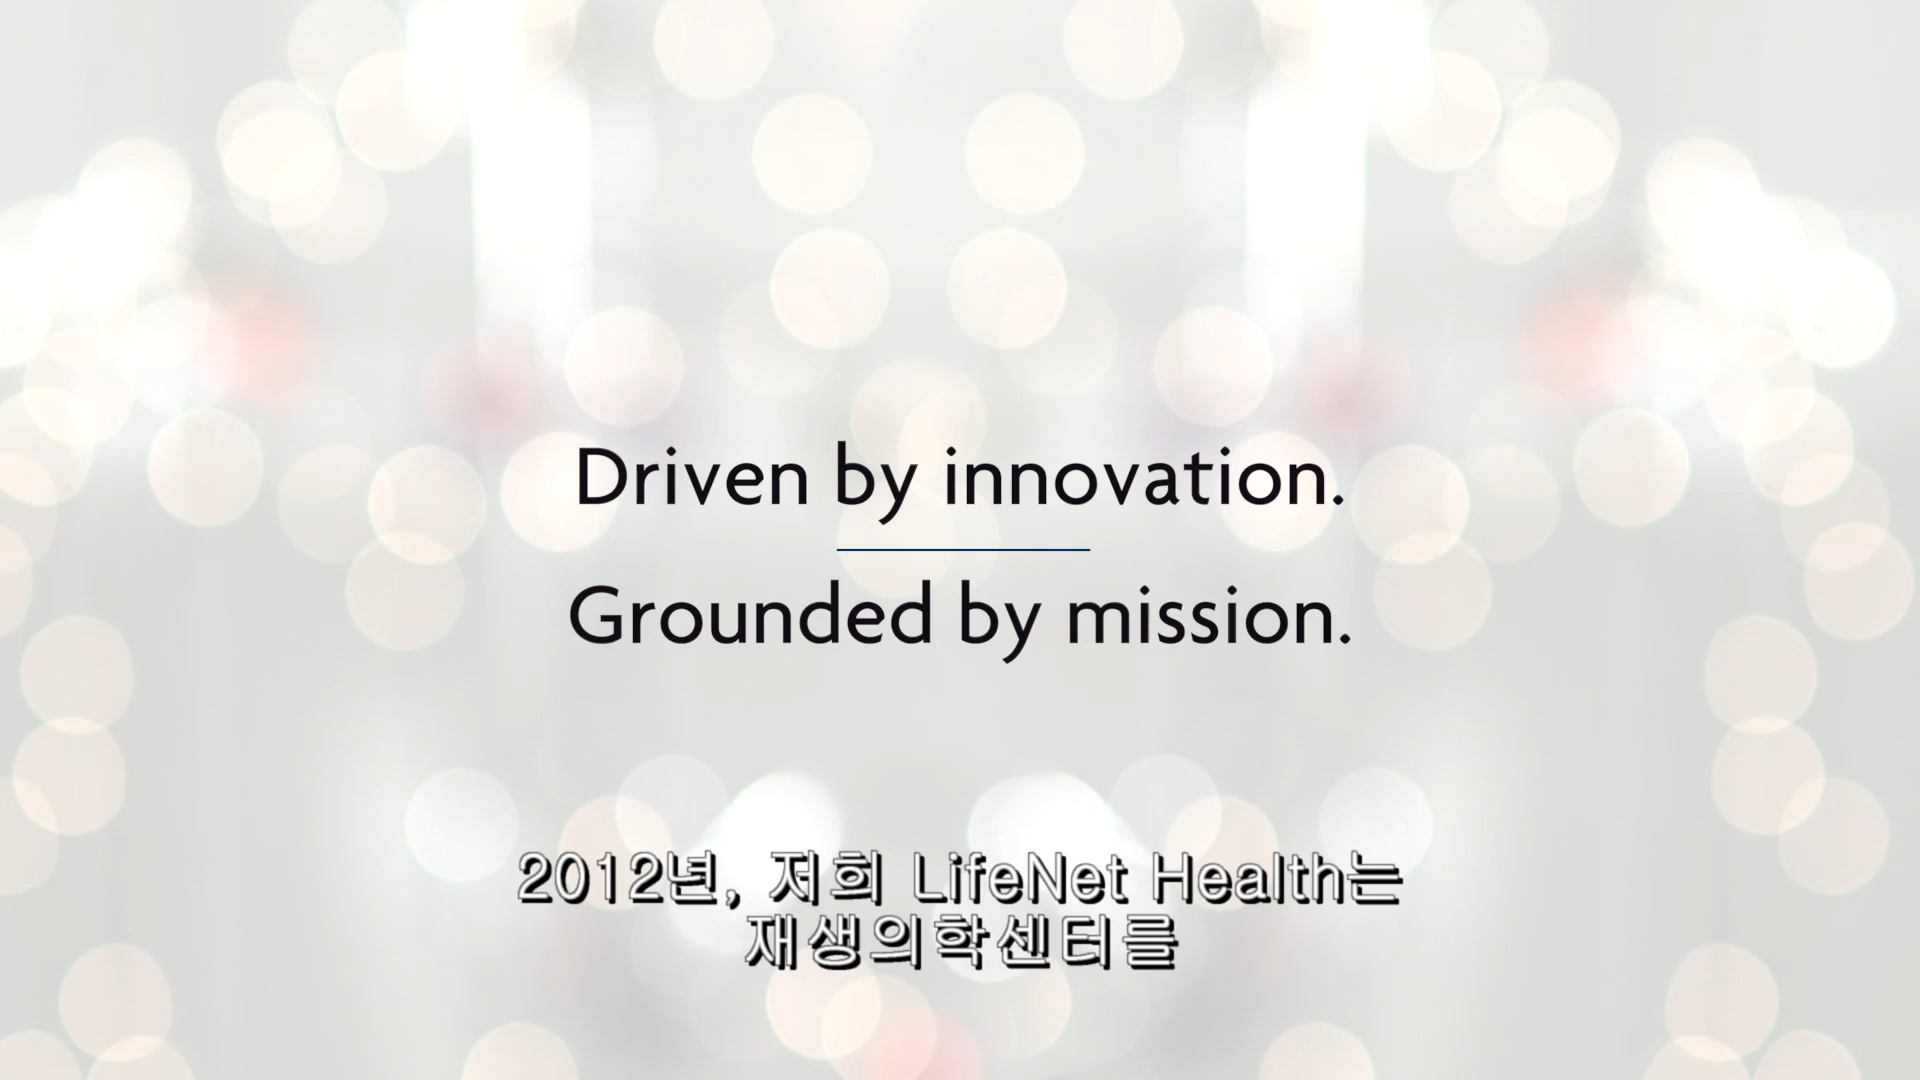 Driven by innovation.
Grounded by mission.
2012년, 저희 LifeNet Health는
재생의학센터를